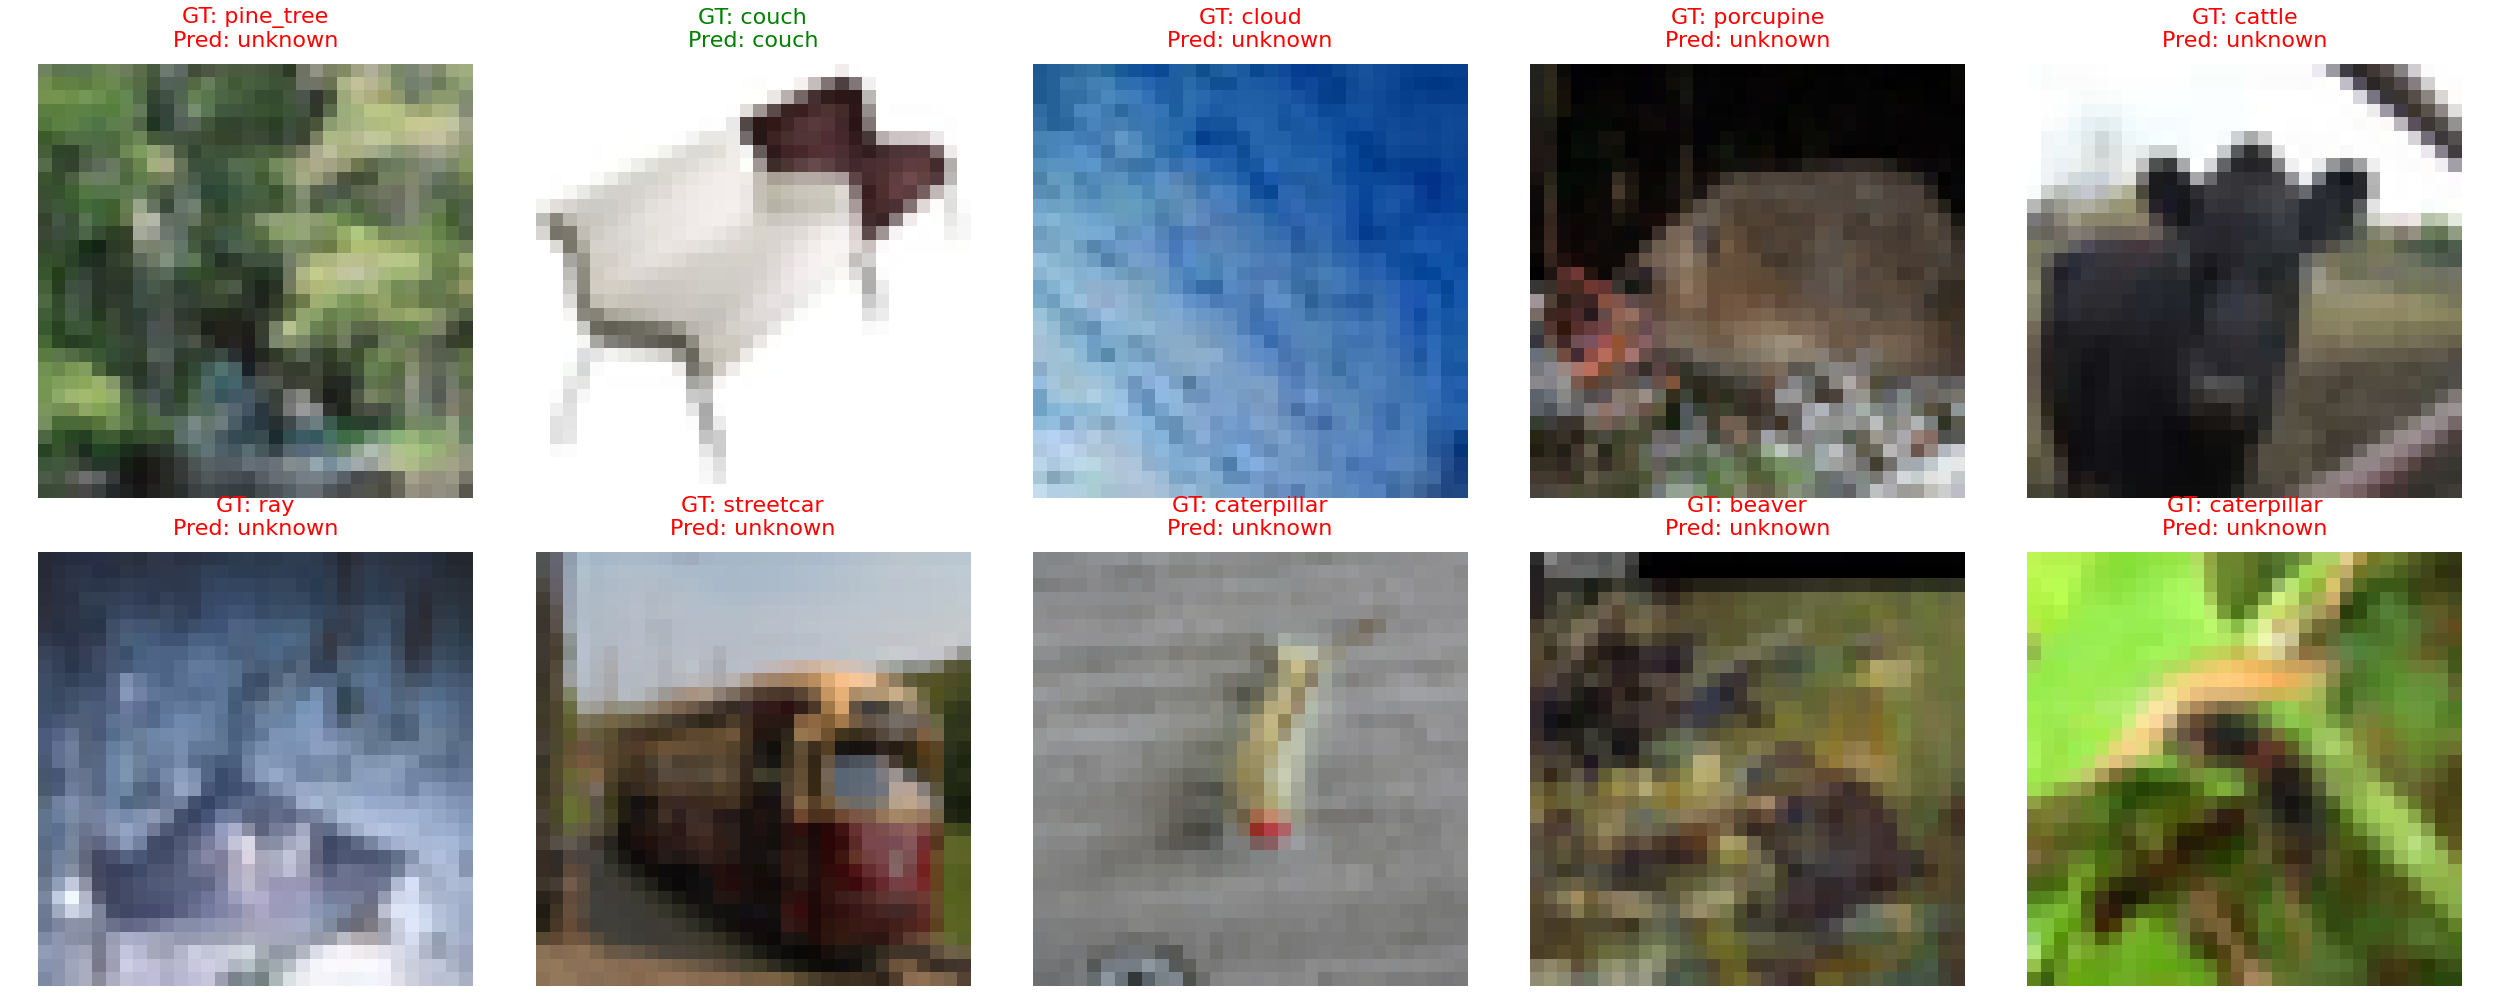 GT: pine_tree
Pred: unknown
GT: couch
Pred: couch
GT: cloud
Pred: unknown
GT: porcupine
Pred: unknown
GT: cattle
Pred: unknown
GT: ray
Pred: unknown
GT: streetcar
Pred: unknown
GT: caterpillar
Pred: unknown
GT: beaver
Pred: unknown
GT: caterpillar
Pred: unknown